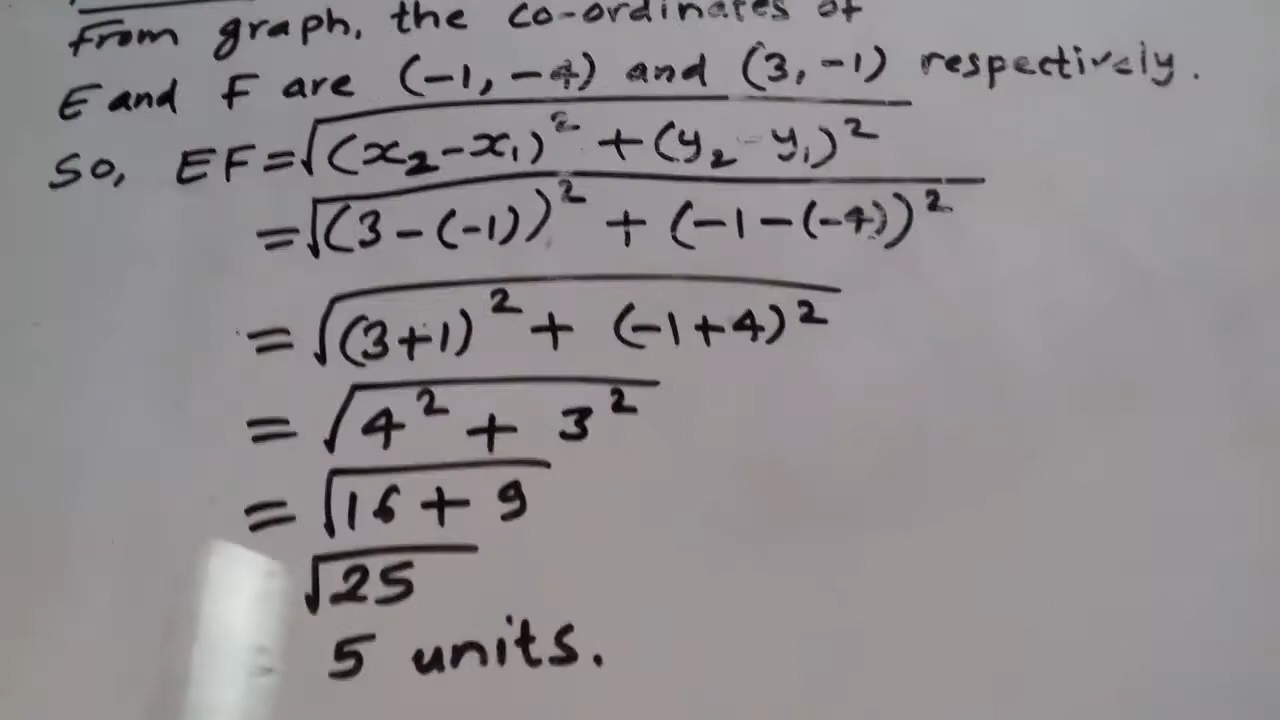 From graph, the co-ordinates of
E and F are (-1, -4) and (3, -1) respectively.
So, EF = √(x₂-x₁)² + (y₂-y₁)²
= √(3-(-1))² + (-1-(-4))²
= √(3+1)² + (-1+4)²
= √4² + 3²
= √16 + 9
√25
= 5 units.